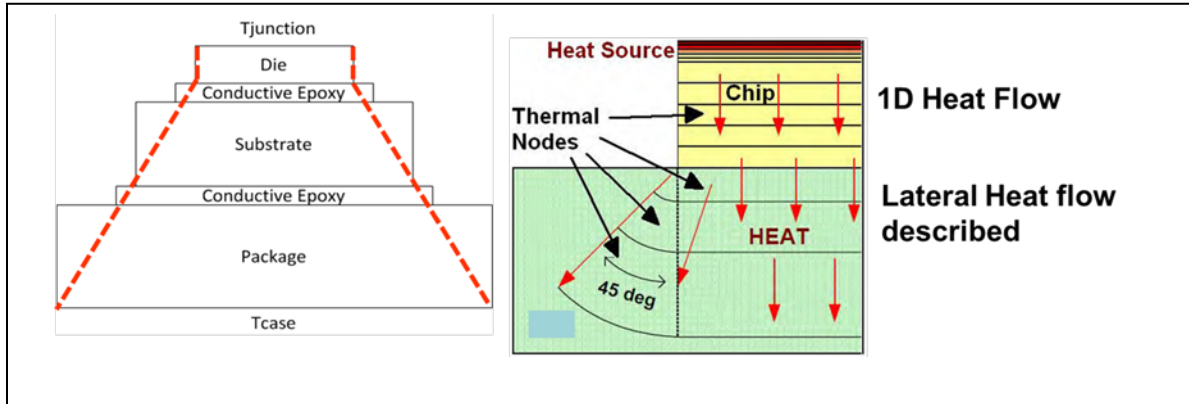 Tjunction
Die
Conductive Epoxy
Substrate
Conductive Epoxy
Package
Tcase
Heat Source
Chip
Thermal
Nodes
HEAT
45 deg
1D Heat Flow
Lateral Heat flow
described